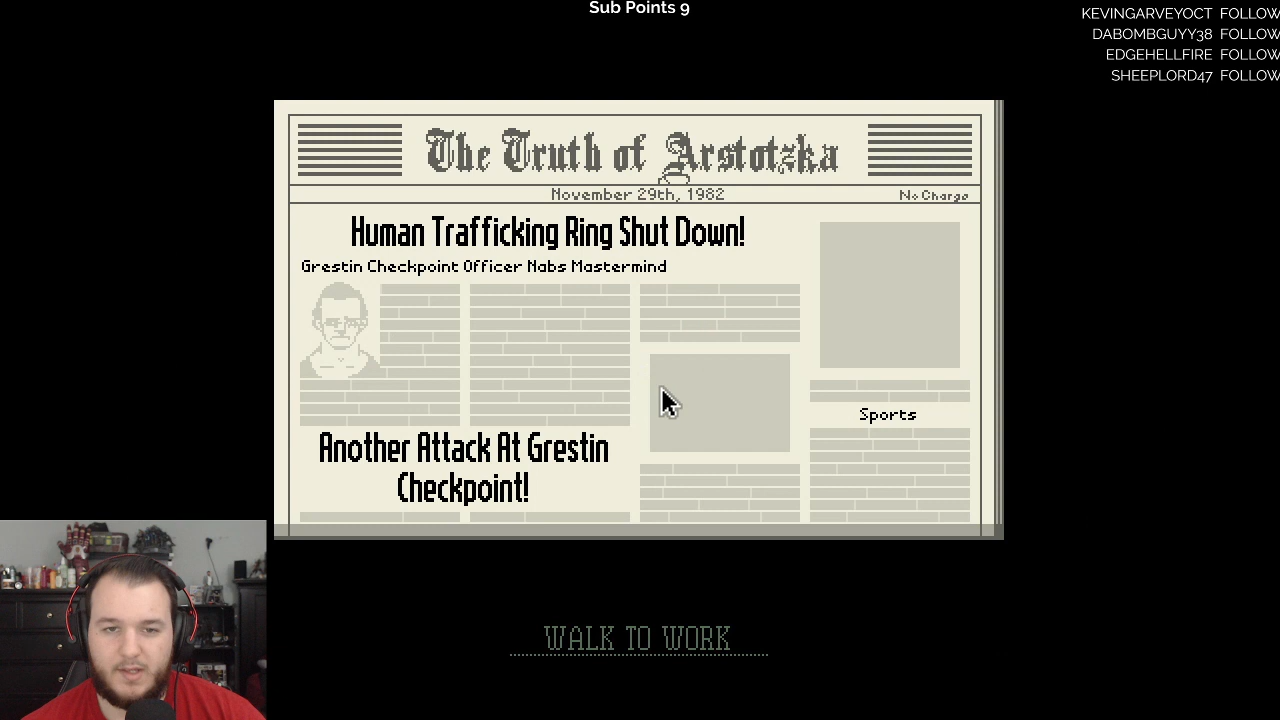 Sub Points 9
KEVINGARVEYOCT FOLLOW
DABOMBGUYY38 FOLLOW
EDGEHELLFIRE FOLLOW
SHEEPLORD47 FOLLOW
The Truth of Arstotzka
November 29th, 1982
No Charge
Human Trafficking Ring Shut Down!
Grestin Checkpoint Officer Nabs Mastermind
Another Attack At Grestin
Checkpoint!
Sports
WALK TO WORK